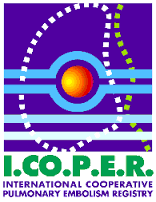 I.CO.P.E.R.
INTERNATIONAL COOPERATIVE
PULMONARY EMBOLISM REGISTRY